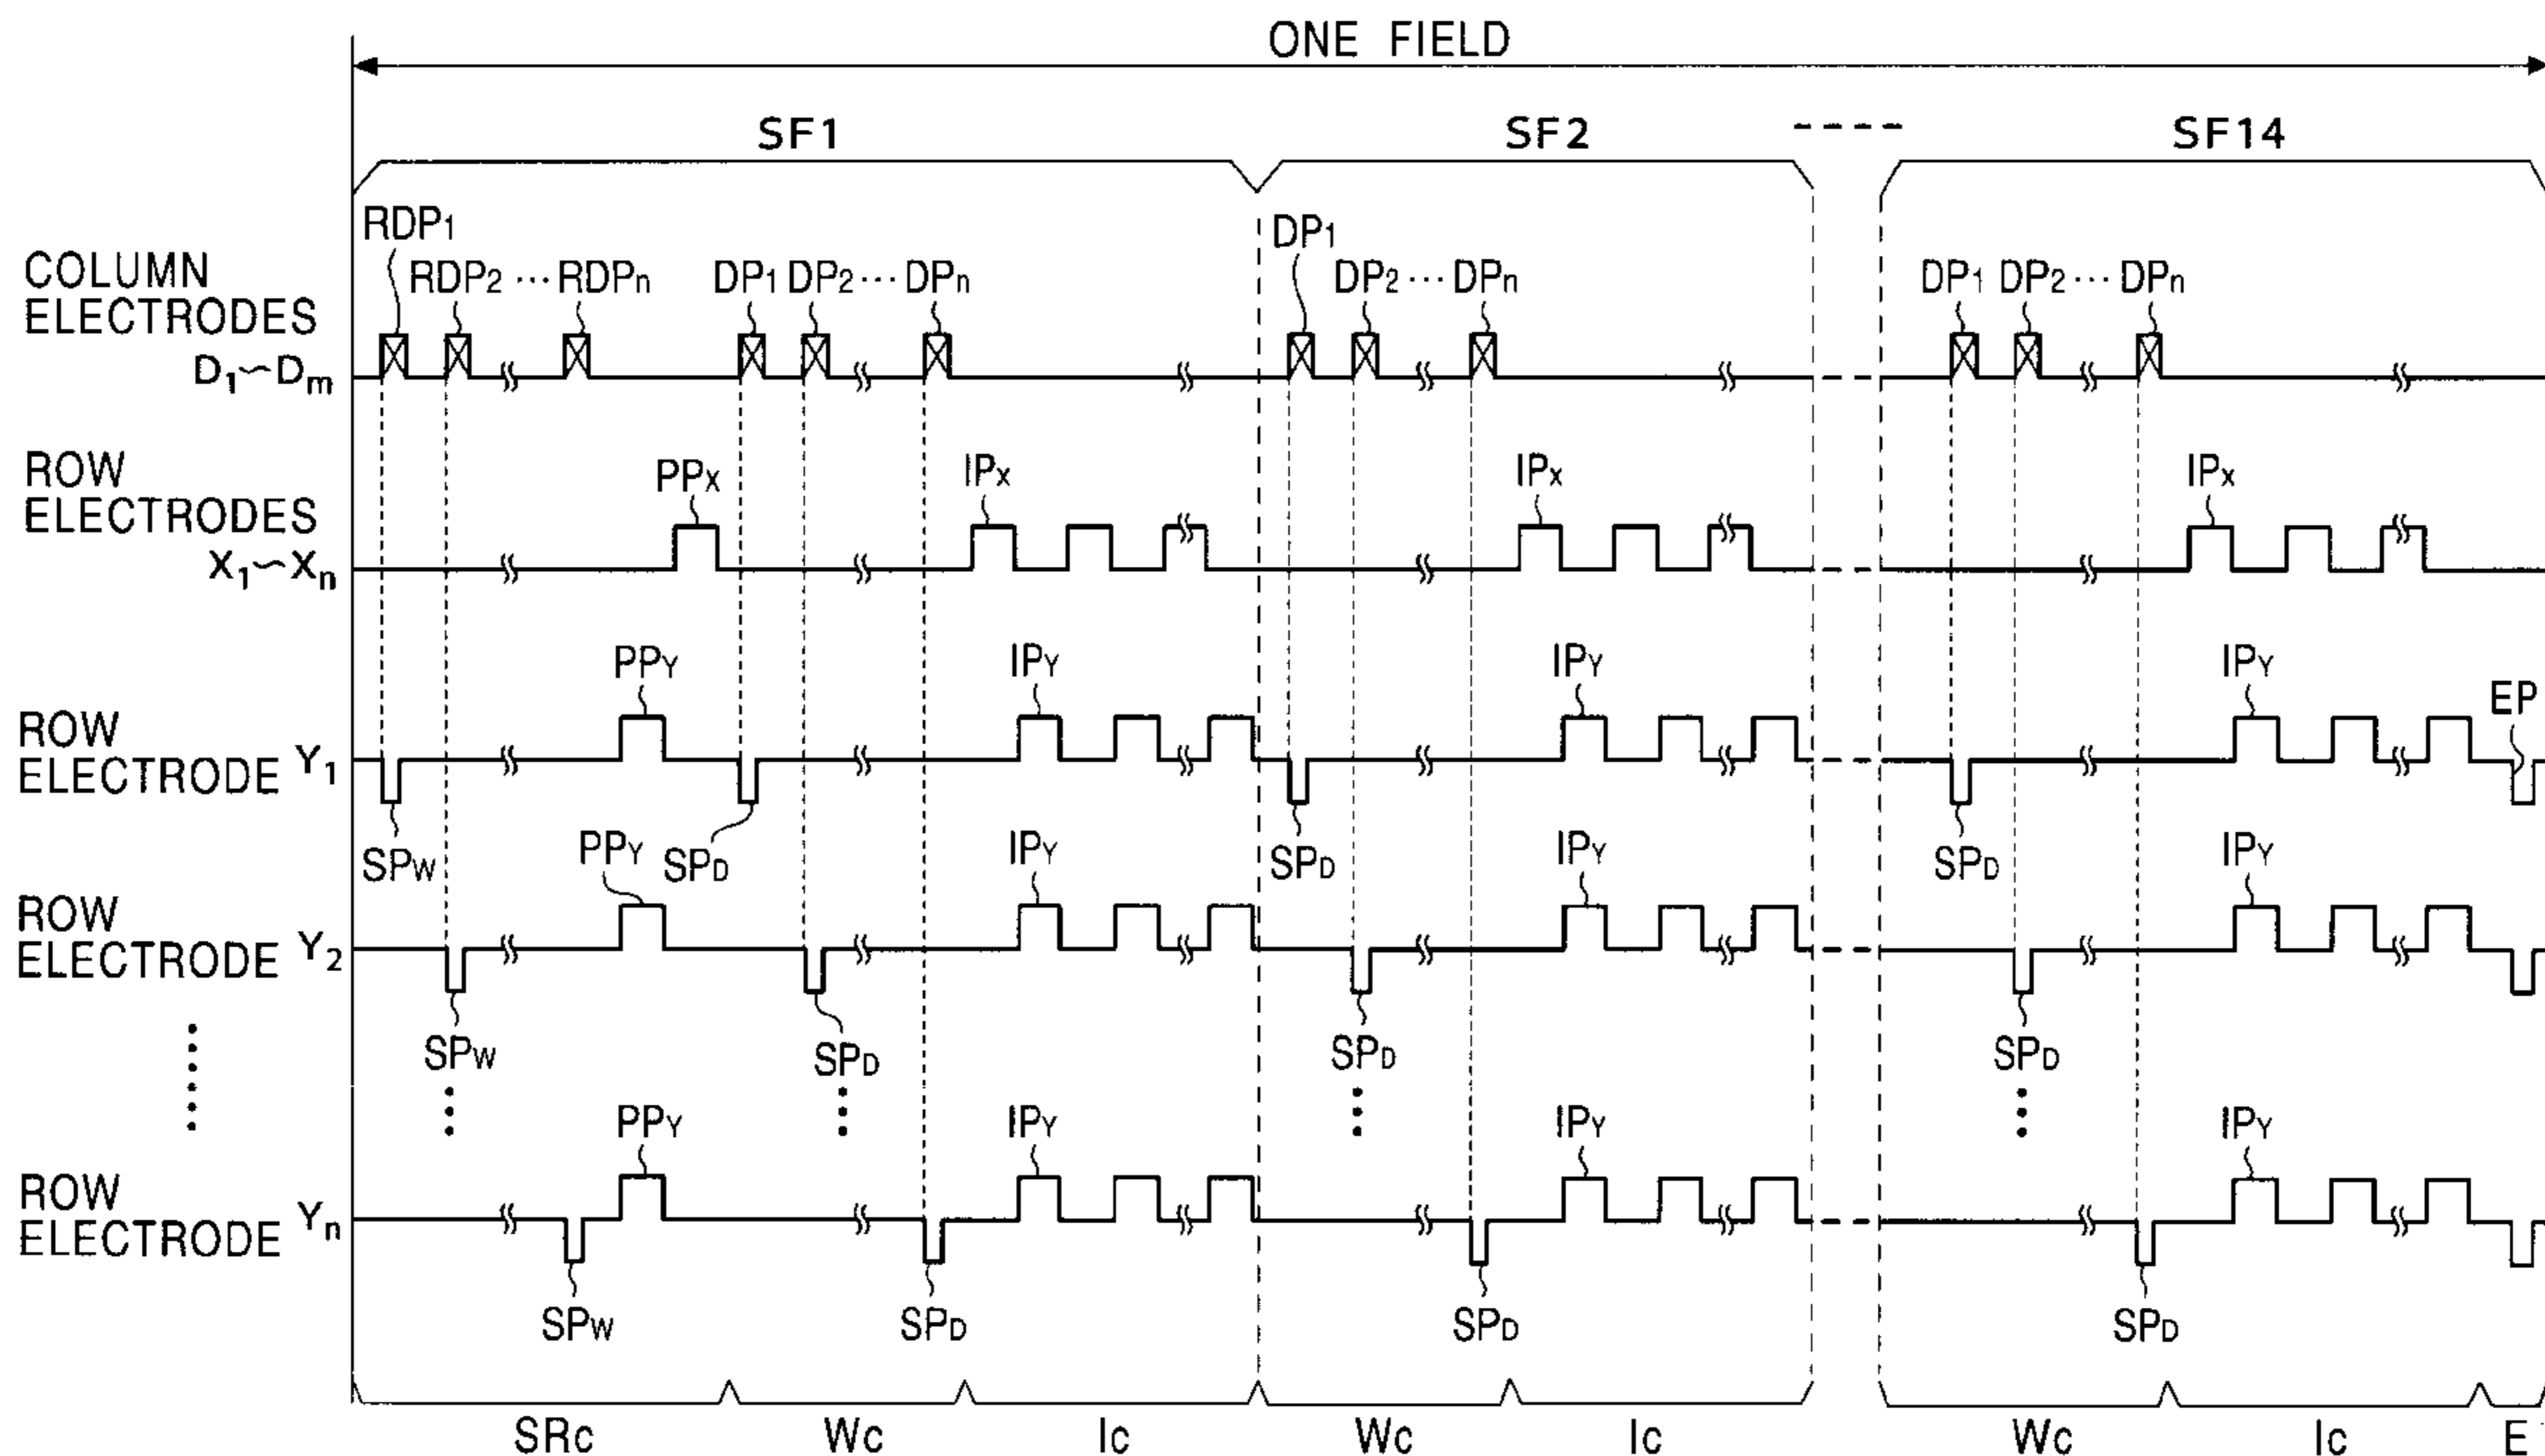 ONE FIELD
SF1 SF2 ---- SF14
RDP1 DP1
COLUMN ELECTRODES D1~Dm
RDP2 ··· RDPn DP1 DP2 ··· DPn DP2 ··· DPn DP1 DP2 ··· DPn
ROW ELECTRODES X1~Xn
PPX IPX IPX IPX
ROW ELECTRODE Y1
PPY IPY IPY IPY EP
SPW SPD SPD SPD
ROW ELECTRODE Y2
PPY IPY IPY IPY
SPW SPD SPD SPD
ROW ELECTRODE Yn
PPY IPY IPY IPY
SPW SPD SPD SPD
SRc Wc Ic Wc Ic Wc Ic E